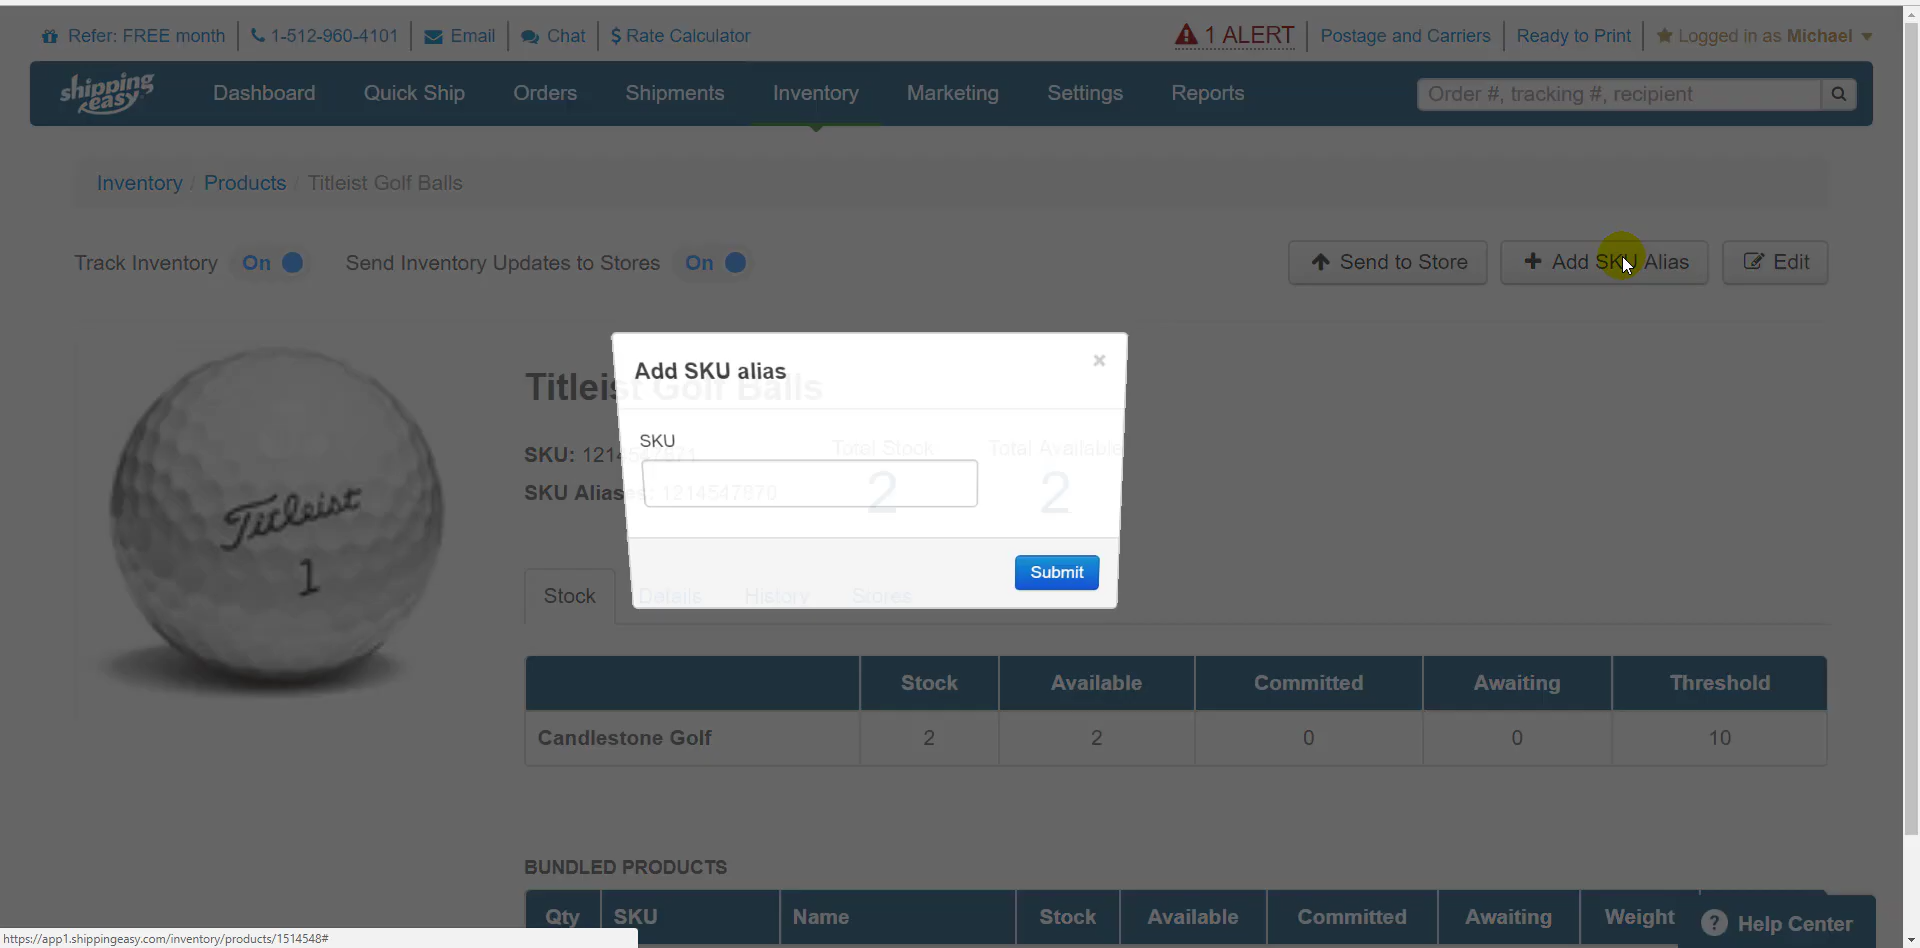 Refer: FREE month 1-512-960-4101 Email Chat $ Rate Calculator 1 ALERT Postage and Carriers Ready to Print Logged in as Michael
shipping easy Dashboard Quick Ship Orders Shipments Inventory Marketing Settings Reports Order #, tracking #, recipient
Inventory / Products / Titleist Golf Balls
Track Inventory On Send Inventory Updates to Stores On Send to Store + Add SKU Alias Edit
Add SKU alias ×
Titleist Golf Balls
SKU
Total Stock Total Available
SKU: 1214547871
SKU Aliases: 1214547870 2 2
Titleist
1
Submit
Stock Details History Stores
Stock Available Committed Awaiting Threshold
Candlestone Golf 2 2 0 0 10
BUNDLED PRODUCTS
Qty SKU Name Stock Available Committed Awaiting Weight
? Help Center
https://app1.shippingeasy.com/inventory/products/1514548#